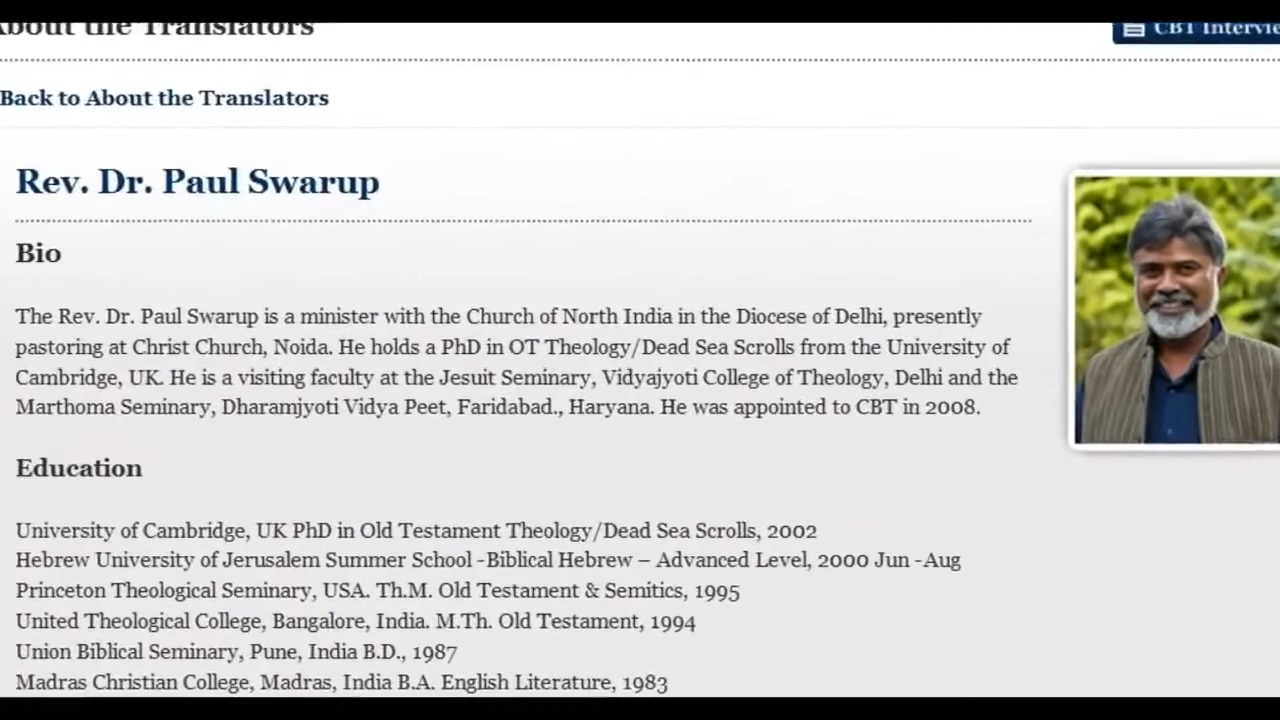 About the Translators
CBT Intervie
Back to About the Translators
Rev. Dr. Paul Swarup
Bio
The Rev. Dr. Paul Swarup is a minister with the Church of North India in the Diocese of Delhi, presently
pastoring at Christ Church, Noida. He holds a PhD in OT Theology/Dead Sea Scrolls from the University of
Cambridge, UK. He is a visiting faculty at the Jesuit Seminary, Vidyajyoti College of Theology, Delhi and the
Marthoma Seminary, Dharamjyoti Vidya Peet, Faridabad., Haryana. He was appointed to CBT in 2008.
Education
University of Cambridge, UK PhD in Old Testament Theology/Dead Sea Scrolls, 2002
Hebrew University of Jerusalem Summer School -Biblical Hebrew – Advanced Level, 2000 Jun -Aug
Princeton Theological Seminary, USA. Th.M. Old Testament & Semitics, 1995
United Theological College, Bangalore, India. M.Th. Old Testament, 1994
Union Biblical Seminary, Pune, India B.D., 1987
Madras Christian College, Madras, India B.A. English Literature, 1983